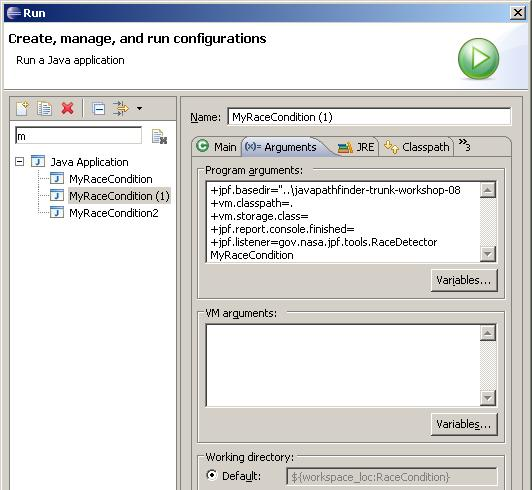 Run
Create, manage, and run configurations
Run a Java application
m
Java Application
MyRaceCondition
MyRaceCondition (1)
MyRaceCondition2
Name: MyRaceCondition (1)
Main (x)= Arguments JRE Classpath »3
Program arguments:
+jpf.basedir="..\javapathfinder-trunk-workshop-08
+vm.classpath=.
+vm.storage.class=
+jpf.report.console.finished=
+jpf.listener=gov.nasa.jpf.tools.RaceDetector
MyRaceCondition
Variables...
VM arguments:
Variables...
Working directory:
Default: ${workspace_loc:RaceCondition}